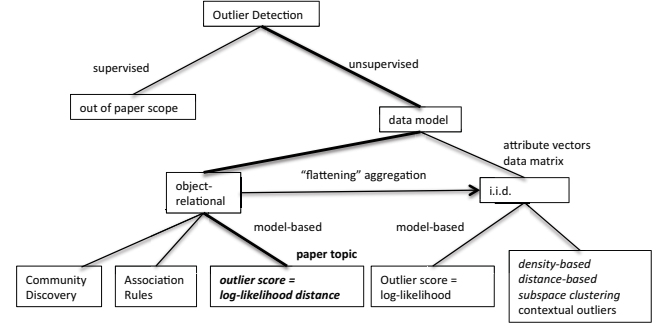 Outlier Detection
supervised
unsupervised
out of paper scope
data model
attribute vectors
data matrix
"flattening" aggregation
object-
relational
i.i.d.
model-based
model-based
paper topic
Community
Discovery
Association
Rules
outlier score =
log-likelihood distance
Outlier score =
log-likelihood
density-based
distance-based
subspace clustering
contextual outliers